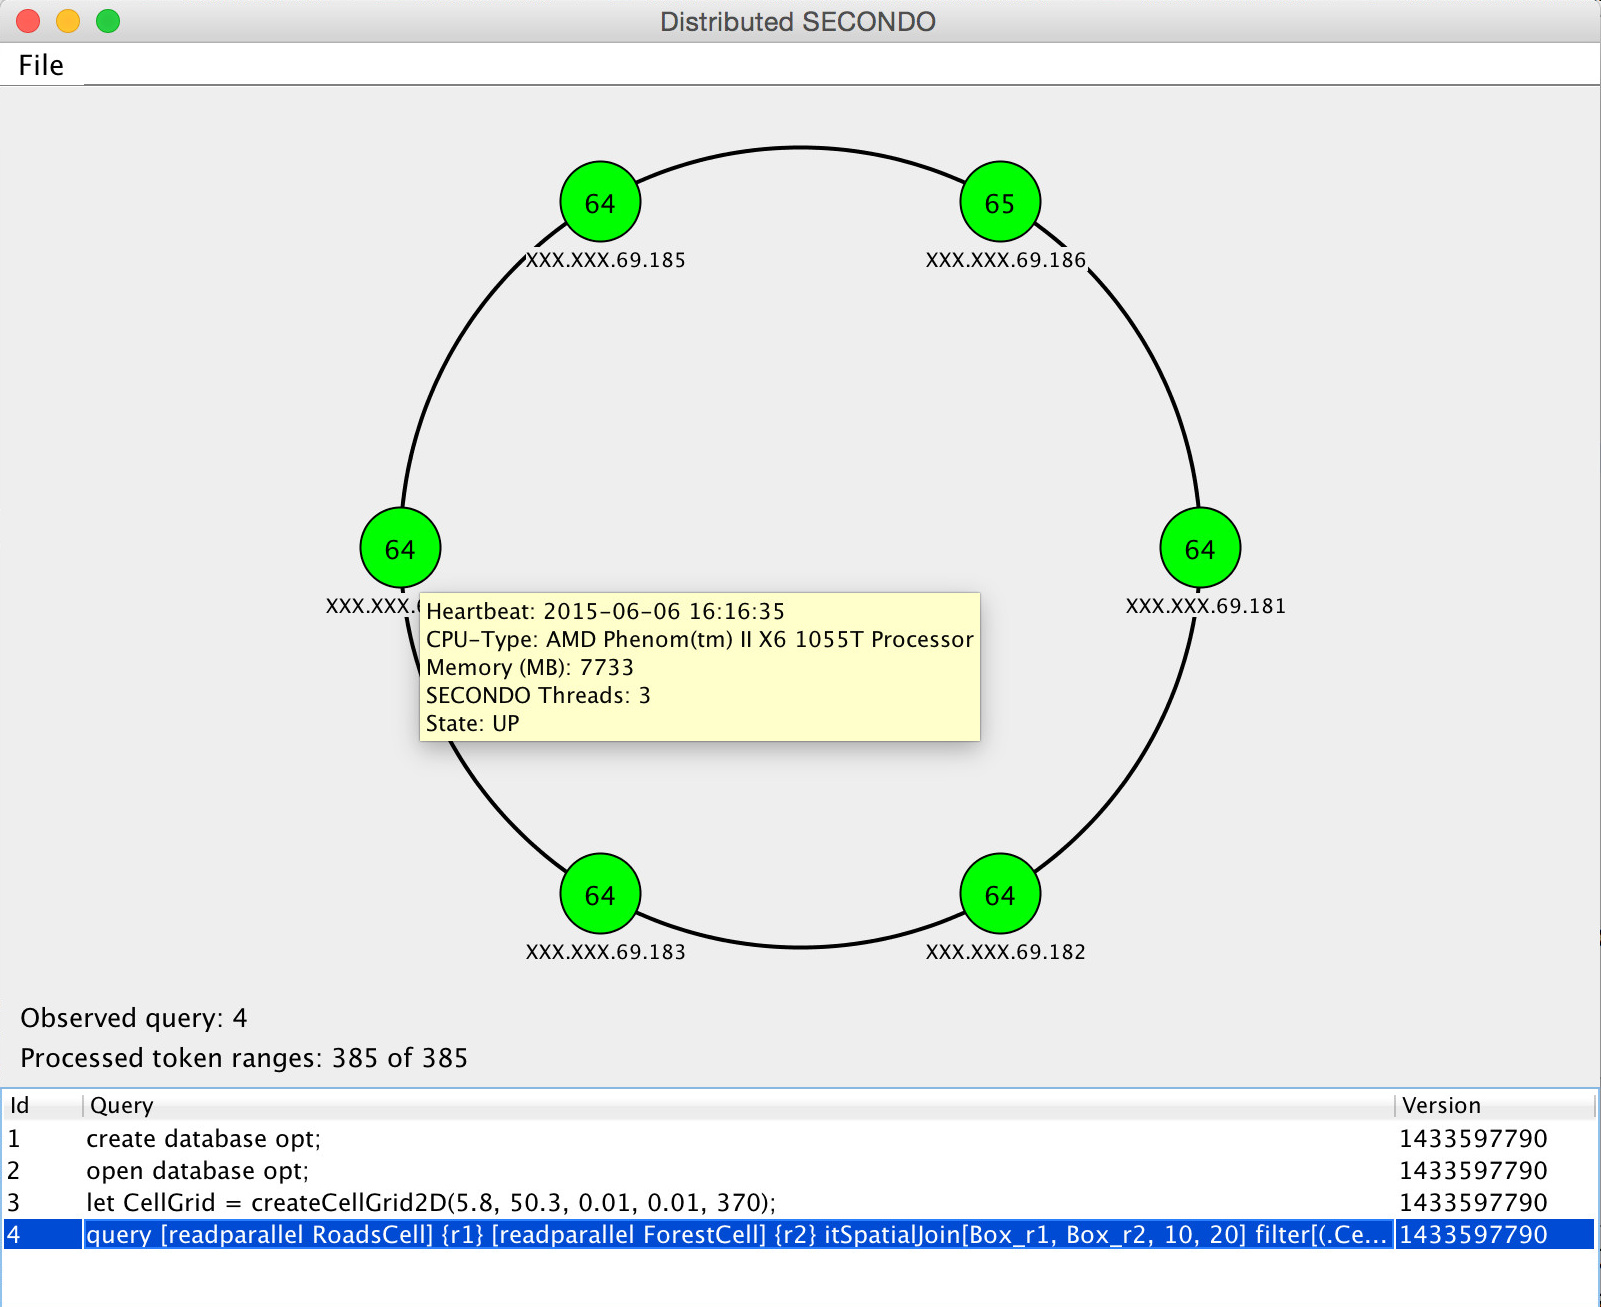 Distributed SECONDO
File
64
65
XXX.XXX.69.185
XXX.XXX.69.186
64
64
XXX.XXX.
XXX.XXX.69.181
Heartbeat: 2015-06-06 16:16:35
CPU-Type: AMD Phenom(tm) II X6 1055T Processor
Memory (MB): 7733
SECONDO Threads: 3
State: UP
64
64
XXX.XXX.69.183
XXX.XXX.69.182
Observed query: 4
Processed token ranges: 385 of 385
Id Query Version
1 create database opt; 1433597790
2 open database opt; 1433597790
3 let CellGrid = createCellGrid2D(5.8, 50.3, 0.01, 0.01, 370); 1433597790
4 query [readparallel RoadsCell] {r1} [readparallel ForestCell] {r2} itSpatialJoin[Box_r1, Box_r2, 10, 20] filter[(.Ce... 1433597790